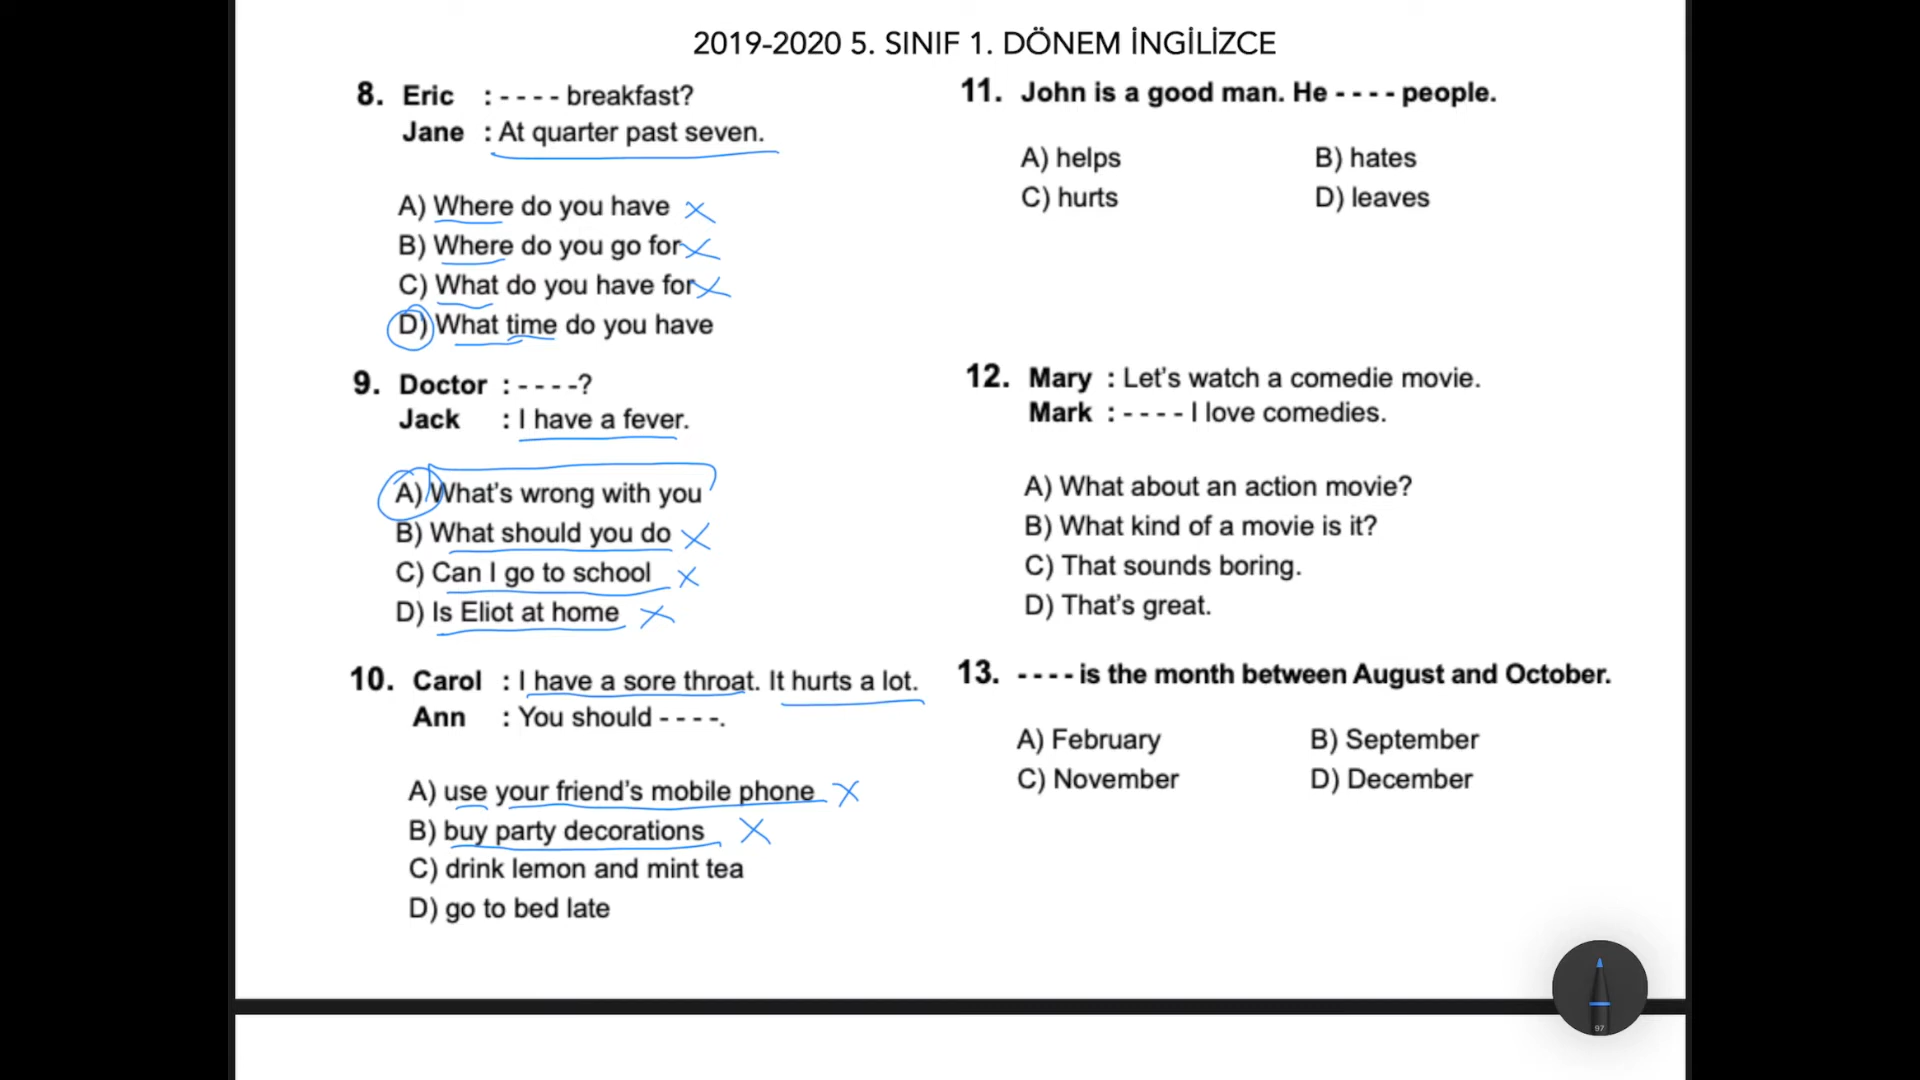 2019-2020 5. SINIF 1. DÖNEM İNGİLİZCE
8. Eric : - - - - breakfast?
Jane : At quarter past seven.
A) Where do you have
B) Where do you go for
C) What do you have for
D) What time do you have
9. Doctor : - - - -?
Jack : I have a fever.
A) What's wrong with you
B) What should you do
C) Can I go to school
D) Is Eliot at home
10. Carol : I have a sore throat. It hurts a lot.
Ann : You should - - - -.
A) use your friend's mobile phone
B) buy party decorations
C) drink lemon and mint tea
D) go to bed late
11. John is a good man. He - - - - people.
A) helps B) hates
C) hurts D) leaves
12. Mary : Let's watch a comedie movie.
Mark : - - - - I love comedies.
A) What about an action movie?
B) What kind of a movie is it?
C) That sounds boring.
D) That's great.
13. - - - - is the month between August and October.
A) February B) September
C) November D) December
97